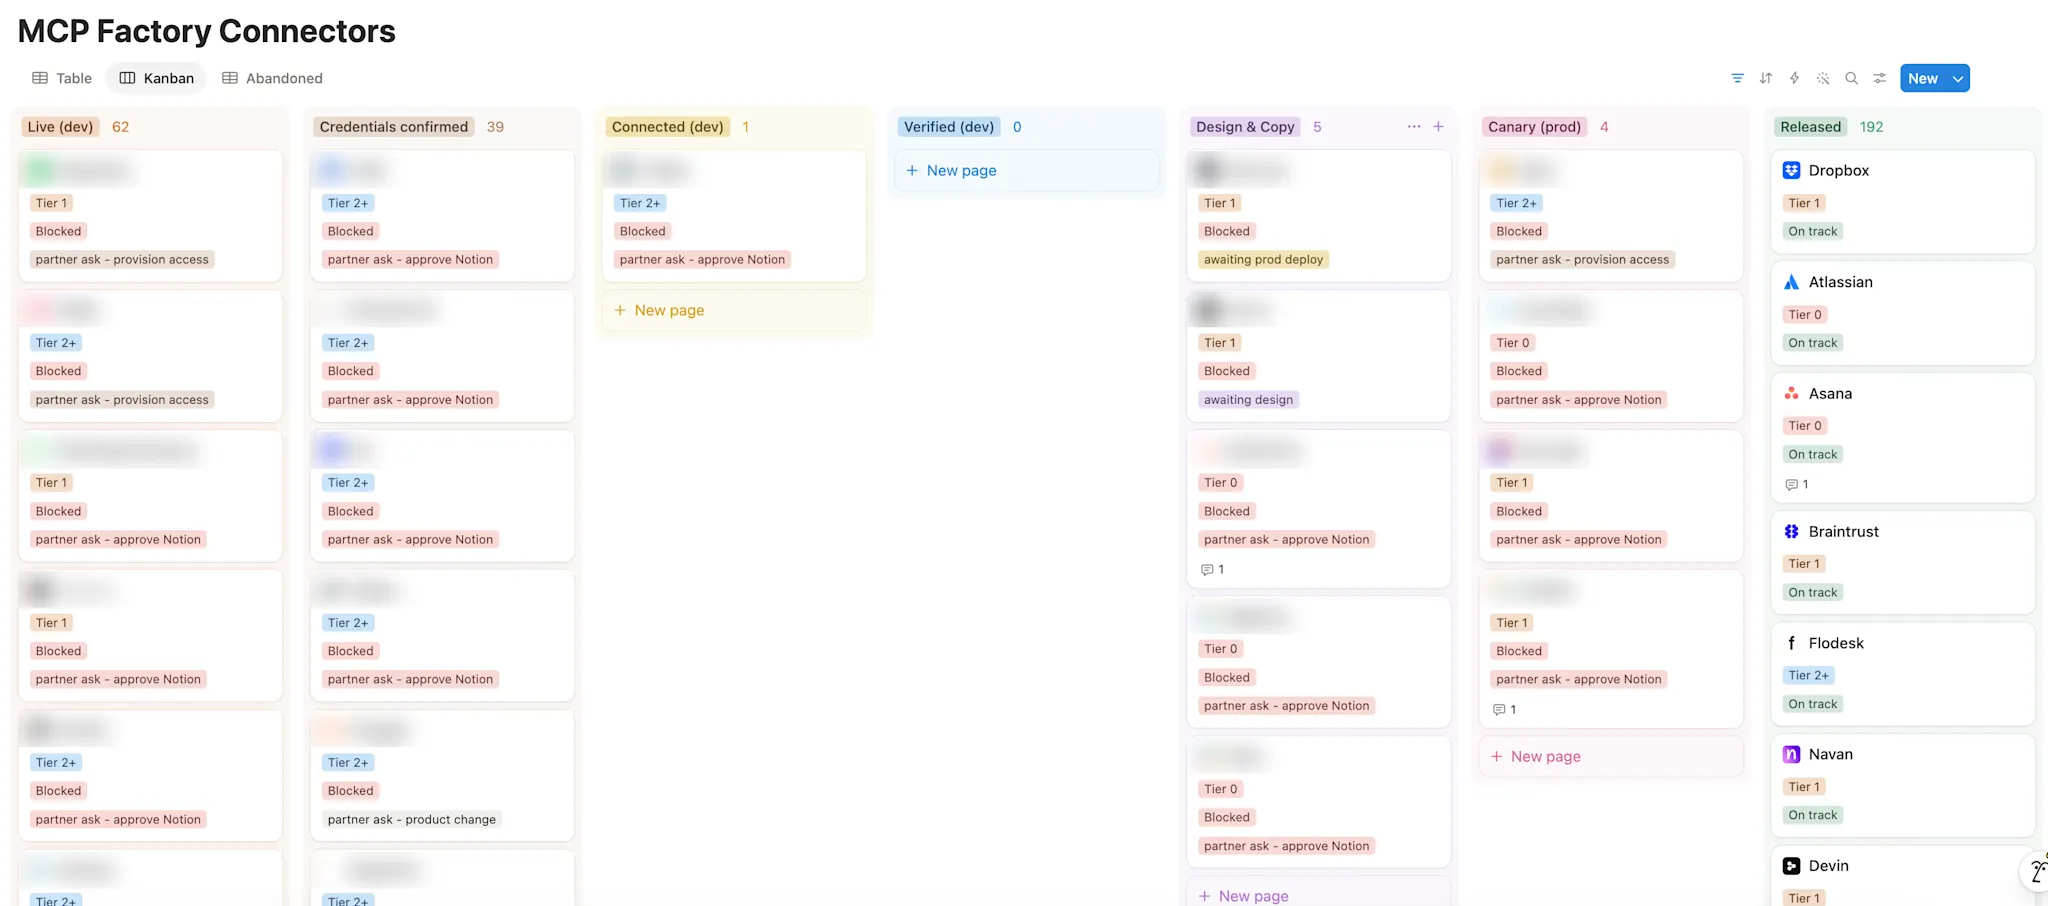 MCP Factory Connectors
Table
Kanban
Abandoned
New
Live (dev) 62
Tier 1
Blocked
partner ask - provision access
Tier 2+
Blocked
partner ask - provision access
Tier 1
Blocked
partner ask - approve Notion
Tier 1
Blocked
partner ask - approve Notion
Tier 2+
Blocked
partner ask - approve Notion
Tier 2+
Credentials confirmed 39
Tier 2+
Blocked
partner ask - approve Notion
Tier 2+
Blocked
partner ask - approve Notion
Tier 2+
Blocked
partner ask - approve Notion
Tier 2+
Blocked
partner ask - approve Notion
Tier 2+
Blocked
partner ask - product change
Tier 2+
Connected (dev) 1
Tier 2+
Blocked
partner ask - approve Notion
+ New page
Verified (dev) 0
+ New page
Design & Copy 5
Tier 1
Blocked
awaiting prod deploy
Tier 1
Blocked
awaiting design
Tier 0
Blocked
partner ask - approve Notion
1
Tier 0
Blocked
partner ask - approve Notion
Tier 0
Blocked
partner ask - approve Notion
+ New page
Canary (prod) 4
Tier 2+
Blocked
partner ask - provision access
Tier 0
Blocked
partner ask - approve Notion
Tier 1
Blocked
partner ask - approve Notion
Tier 1
Blocked
partner ask - approve Notion
1
+ New page
Released 192
Dropbox
Tier 1
On track
Atlassian
Tier 0
On track
Asana
Tier 0
On track
1
Braintrust
Tier 1
On track
Flodesk
Tier 2+
On track
Navan
Tier 1
On track
Devin
Tier 1